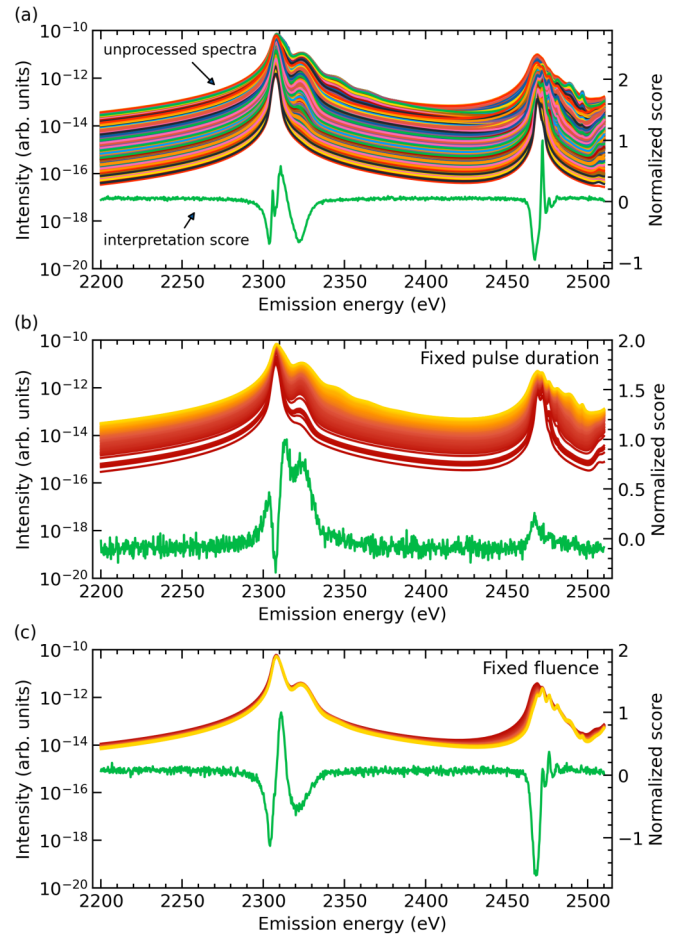 (a)
10⁻¹⁰
10⁻¹²
10⁻¹⁴
10⁻¹⁶
10⁻¹⁸
10⁻²⁰
Intensity (arb. units)
unprocessed spectra
interpretation score
2
1
0
−1
Normalized score
2200 2250 2300 2350 2400 2450 2500
Emission energy (eV)
(b)
10⁻¹⁰
10⁻¹²
10⁻¹⁴
10⁻¹⁶
10⁻¹⁸
10⁻²⁰
Intensity (arb. units)
Fixed pulse duration
2.0
1.5
1.0
0.5
0.0
Normalized score
2200 2250 2300 2350 2400 2450 2500
Emission energy (eV)
(c)
10⁻¹⁰
10⁻¹²
10⁻¹⁴
10⁻¹⁶
10⁻¹⁸
10⁻²⁰
Intensity (arb. units)
Fixed fluence
2
1
0
−1
Normalized score
2200 2250 2300 2350 2400 2450 2500
Emission energy (eV)